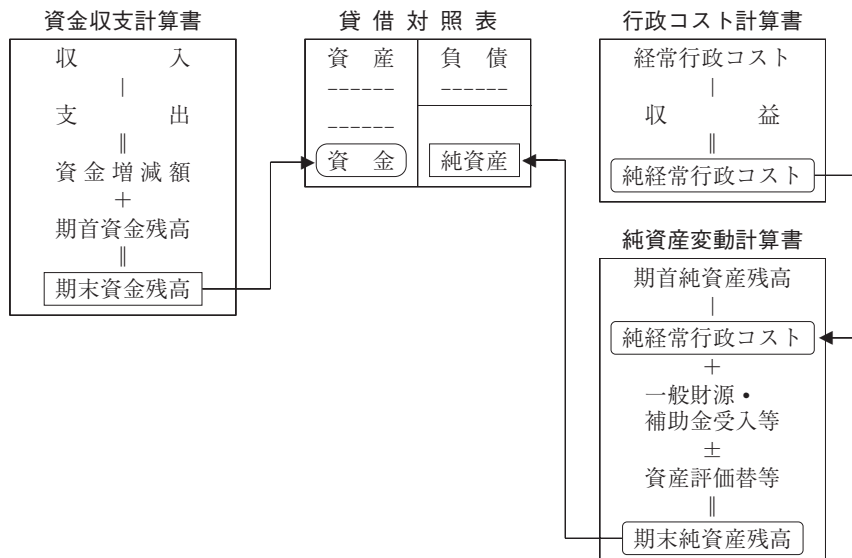 資金収支計算書
収 入
|
支 出
‖
資金増減額
＋
期首資金残高
‖
期末資金残高
貸借対照表
資産
------
------
資金
負債
------
純資産
行政コスト計算書
経常行政コスト
|
収 益
‖
純経常行政コスト
純資産変動計算書
期首純資産残高
|
純経常行政コスト
＋
一般財源・
補助金受入等
±
資産評価替等
‖
期末純資産残高